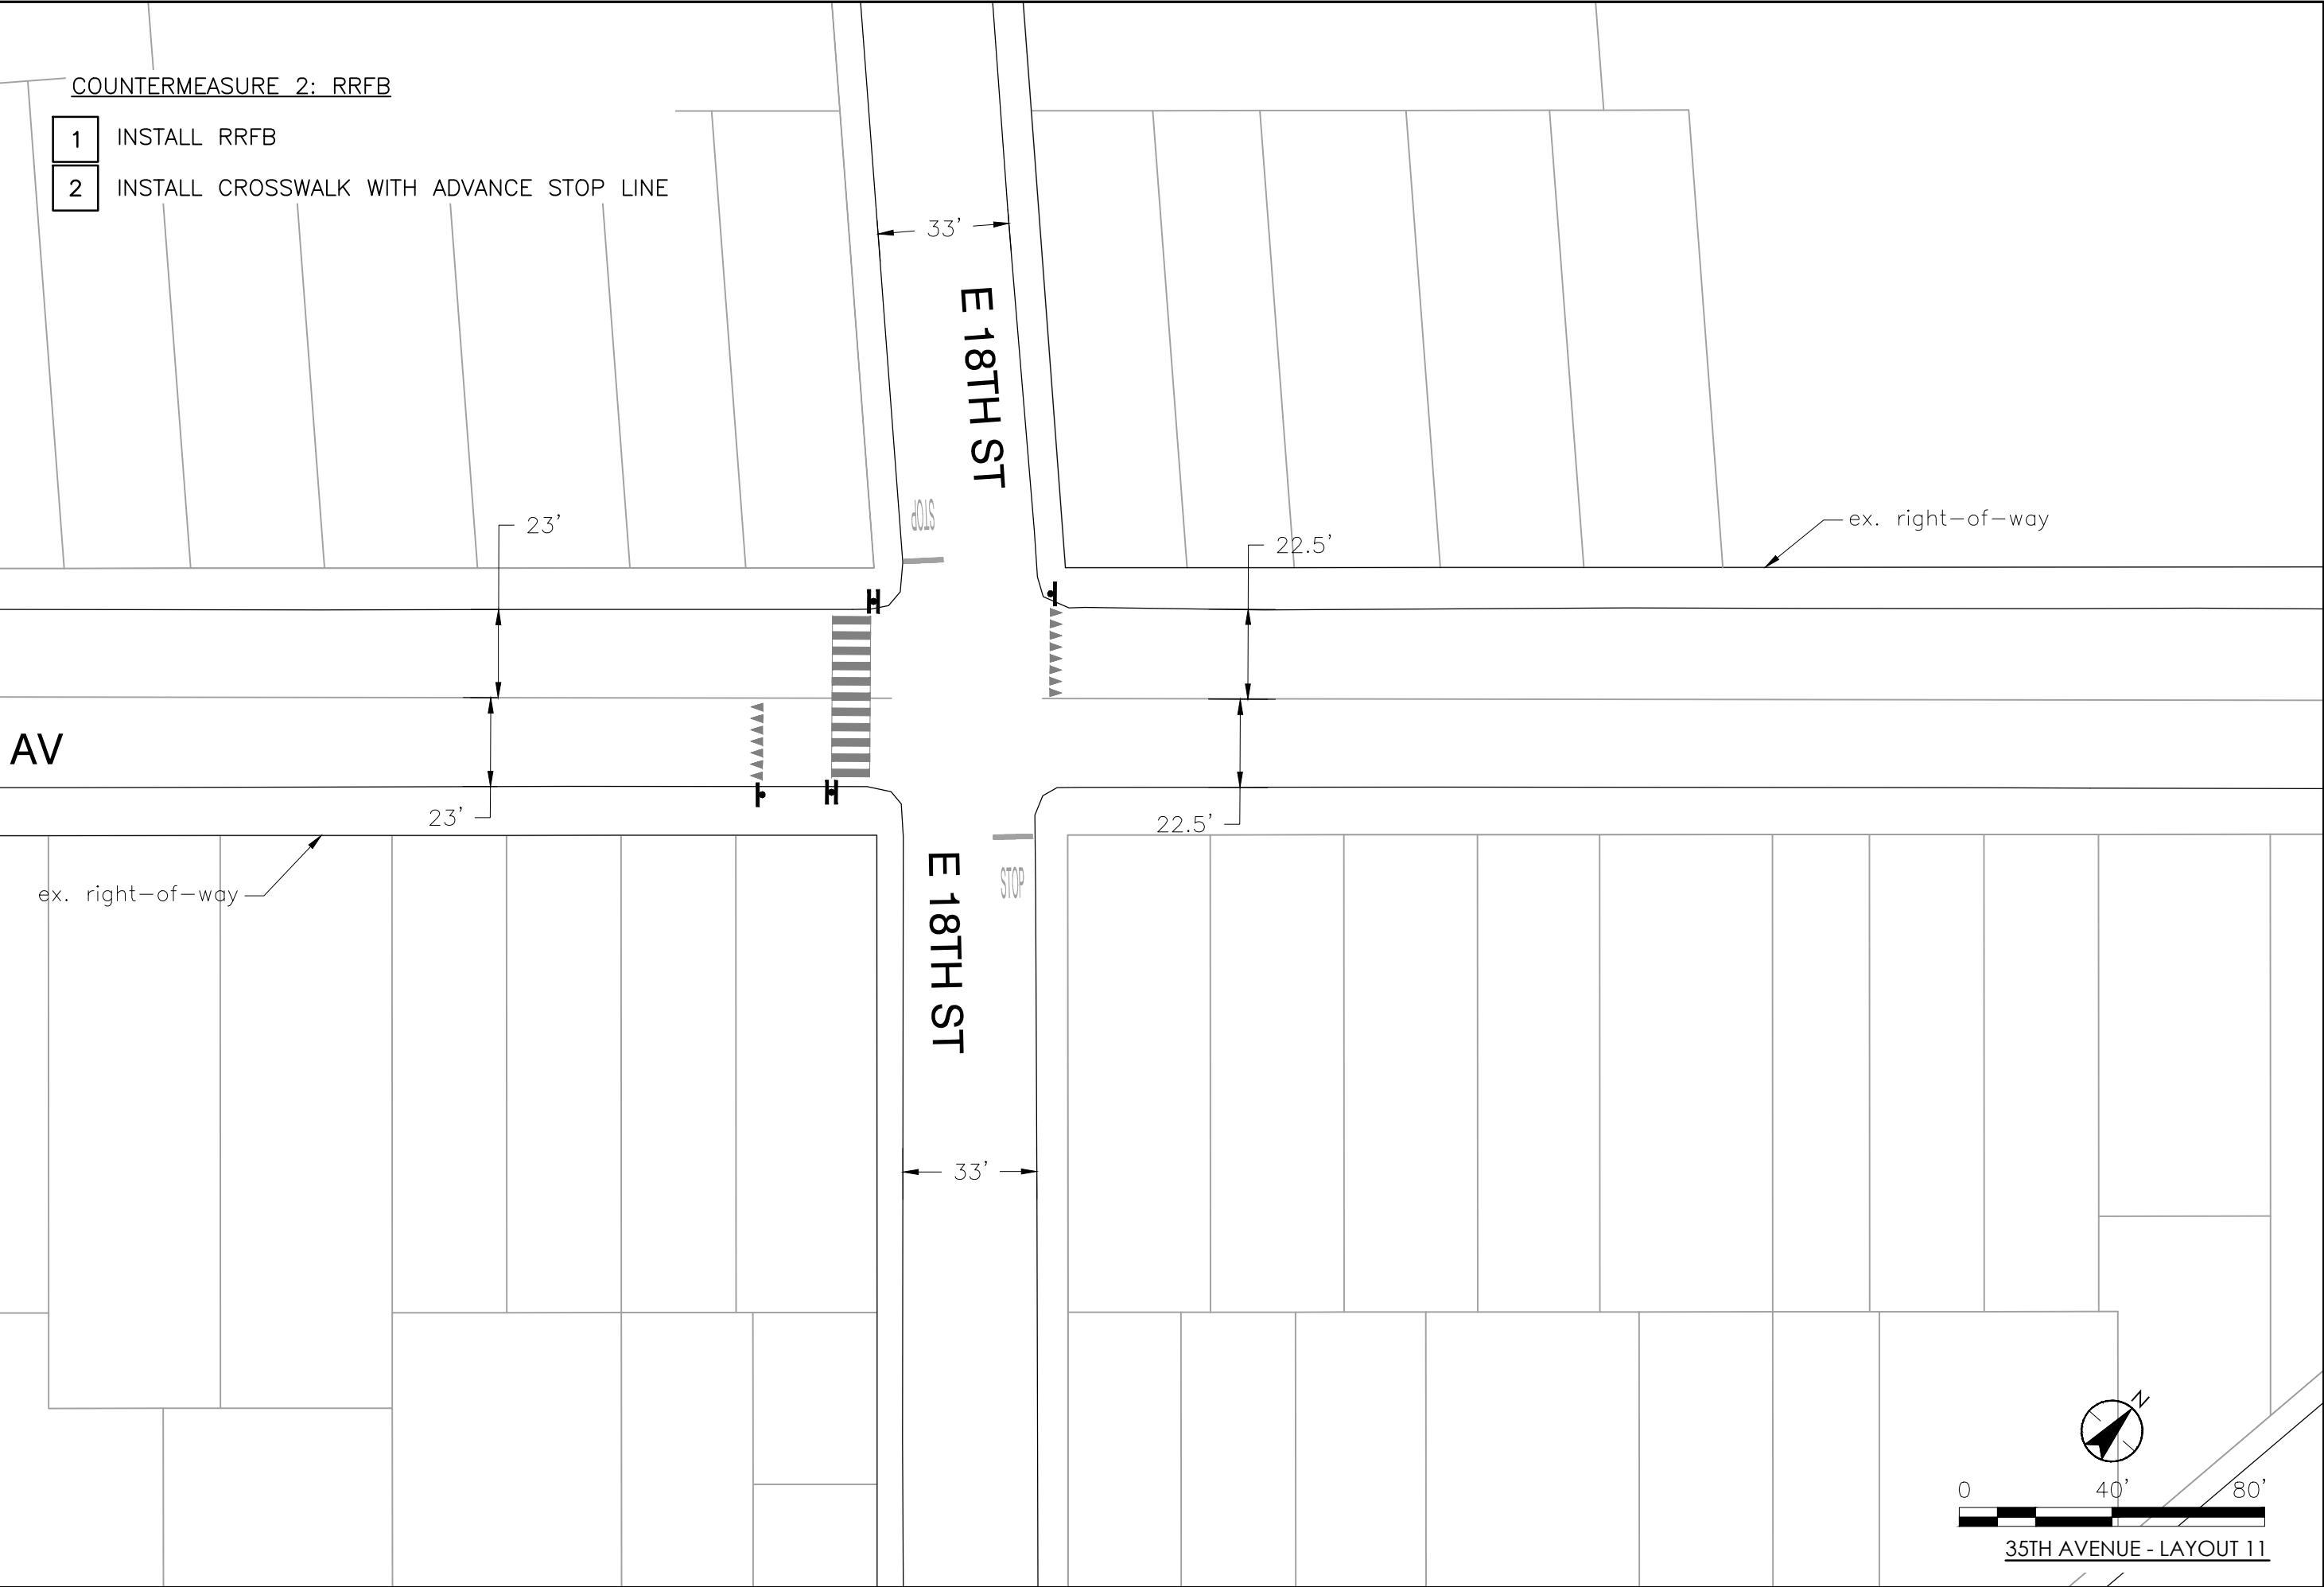 COUNTERMEASURE 2: RRFB
1 INSTALL RRFB
2 INSTALL CROSSWALK WITH ADVANCE STOP LINE
33'
E 18TH ST
STOP
23'
22.5'
ex. right-of-way
AV
23'
22.5'
ex. right-of-way
E 18TH ST
STOP
33'
N
0 40' 80'
35TH AVENUE - LAYOUT 11